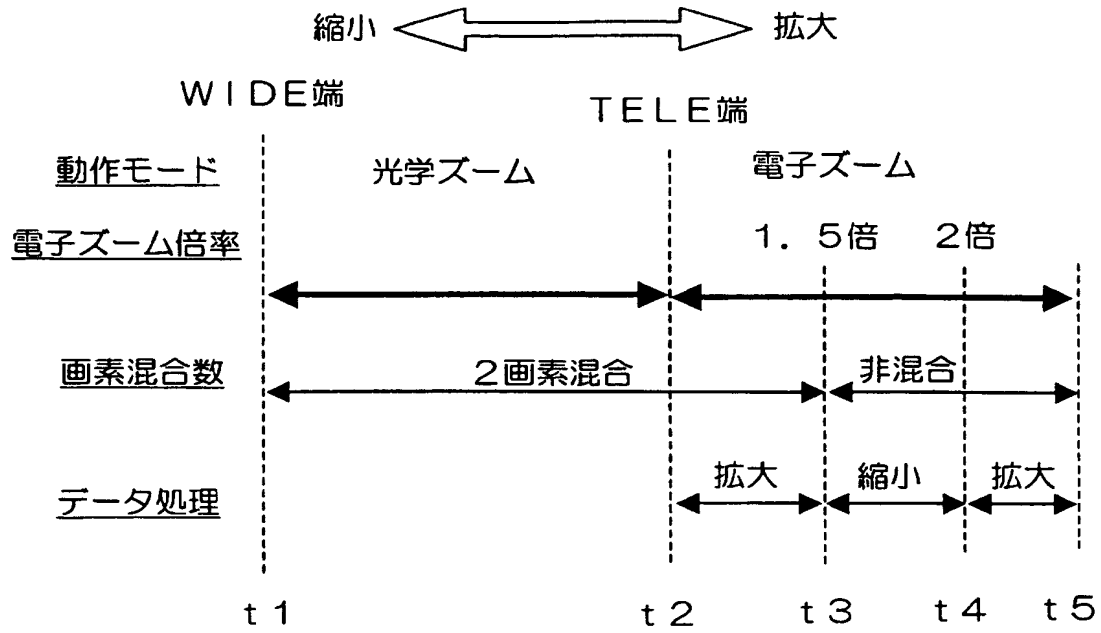 縮小 拡大
WIDE端
TELE端
動作モード 光学ズーム 電子ズーム
電子ズーム倍率 1.5倍 2倍
画素混合数 2画素混合 非混合
データ処理 拡大 縮小 拡大
t1 t2 t3 t4 t5